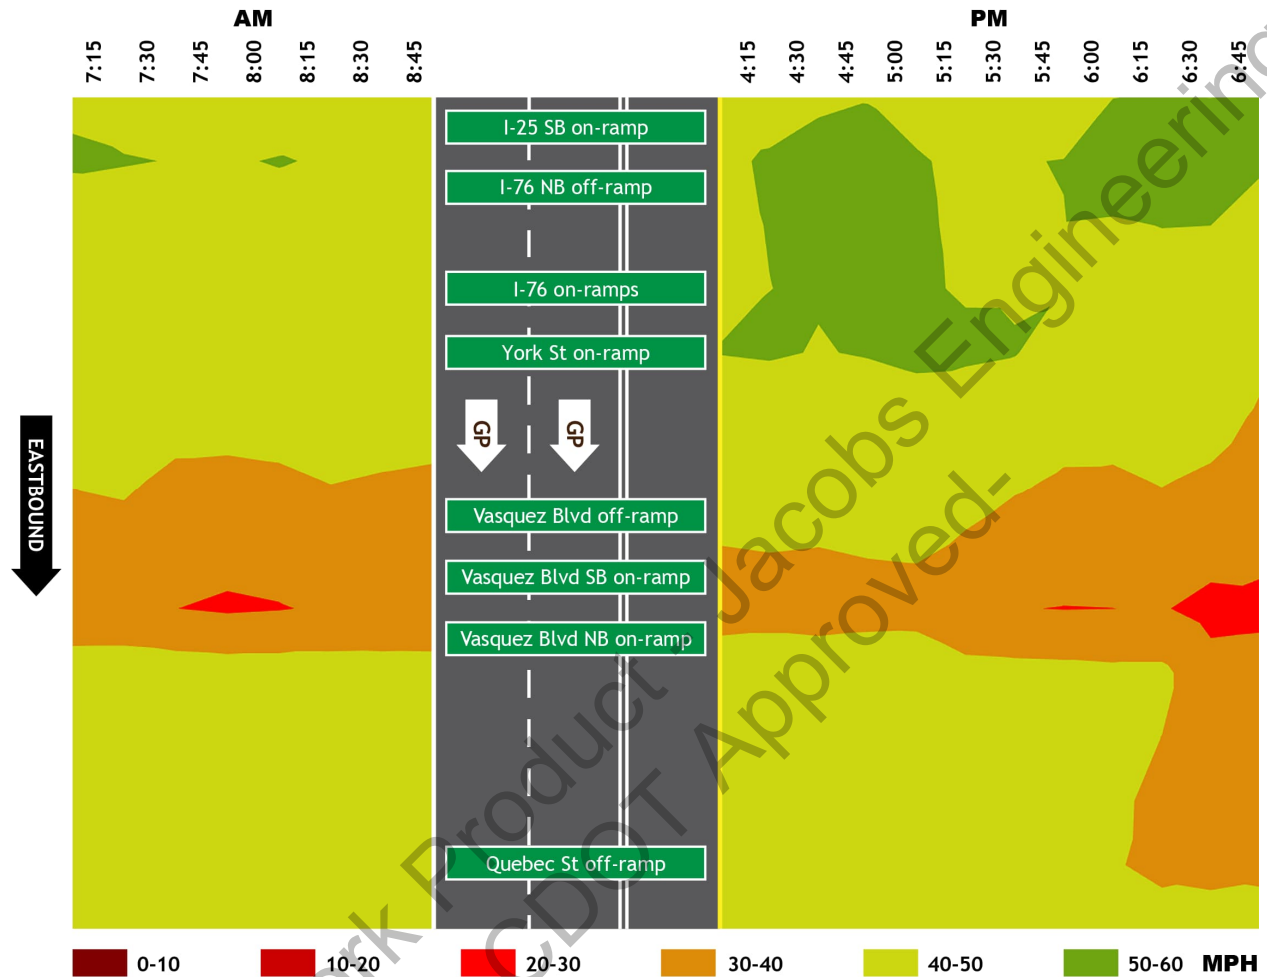 AM
PM
7:15 7:30 7:45 8:00 8:15 8:30 8:45
4:15 4:30 4:45 5:00 5:15 5:30 5:45 6:00 6:15 6:30 6:45
I-25 SB on-ramp
I-76 NB off-ramp
I-76 on-ramps
York St on-ramp
GP GP
EASTBOUND
Vasquez Blvd off-ramp
Vasquez Blvd SB on-ramp
Vasquez Blvd NB on-ramp
Quebec St off-ramp
0-10 10-20 20-30 30-40 40-50 50-60 MPH
Product - Jacobs Engineering
CDOT Approved-